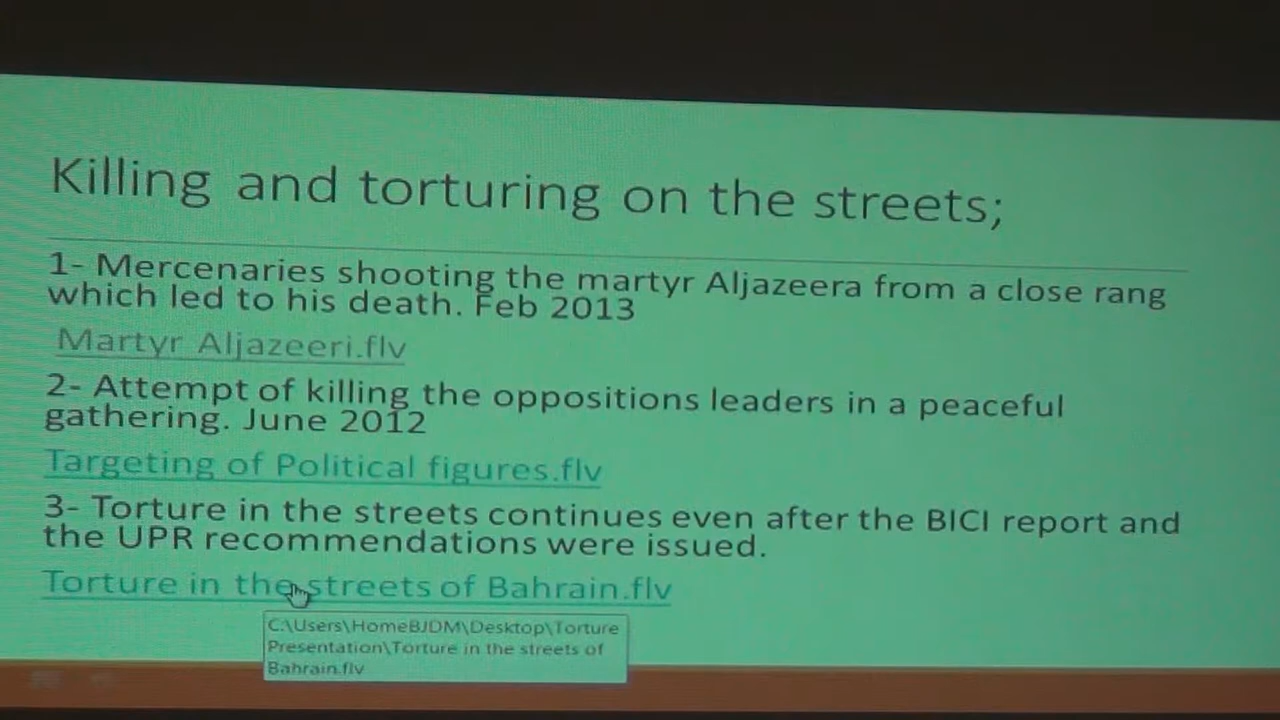 Killing and torturing on the streets;
1- Mercenaries shooting the martyr Aljazeera from a close rang
which led to his death. Feb 2013
Martyr Aljazeeri.flv
2- Attempt of killing the oppositions leaders in a peaceful
gathering. June 2012
Targeting of Political figures.flv
3- Torture in the streets continues even after the BICI report and
the UPR recommendations were issued.
Torture in the streets of Bahrain.flv
C:\Users\HomeBJDM\Desktop\Torture
Presentation\Torture in the streets of
Bahrain.flv